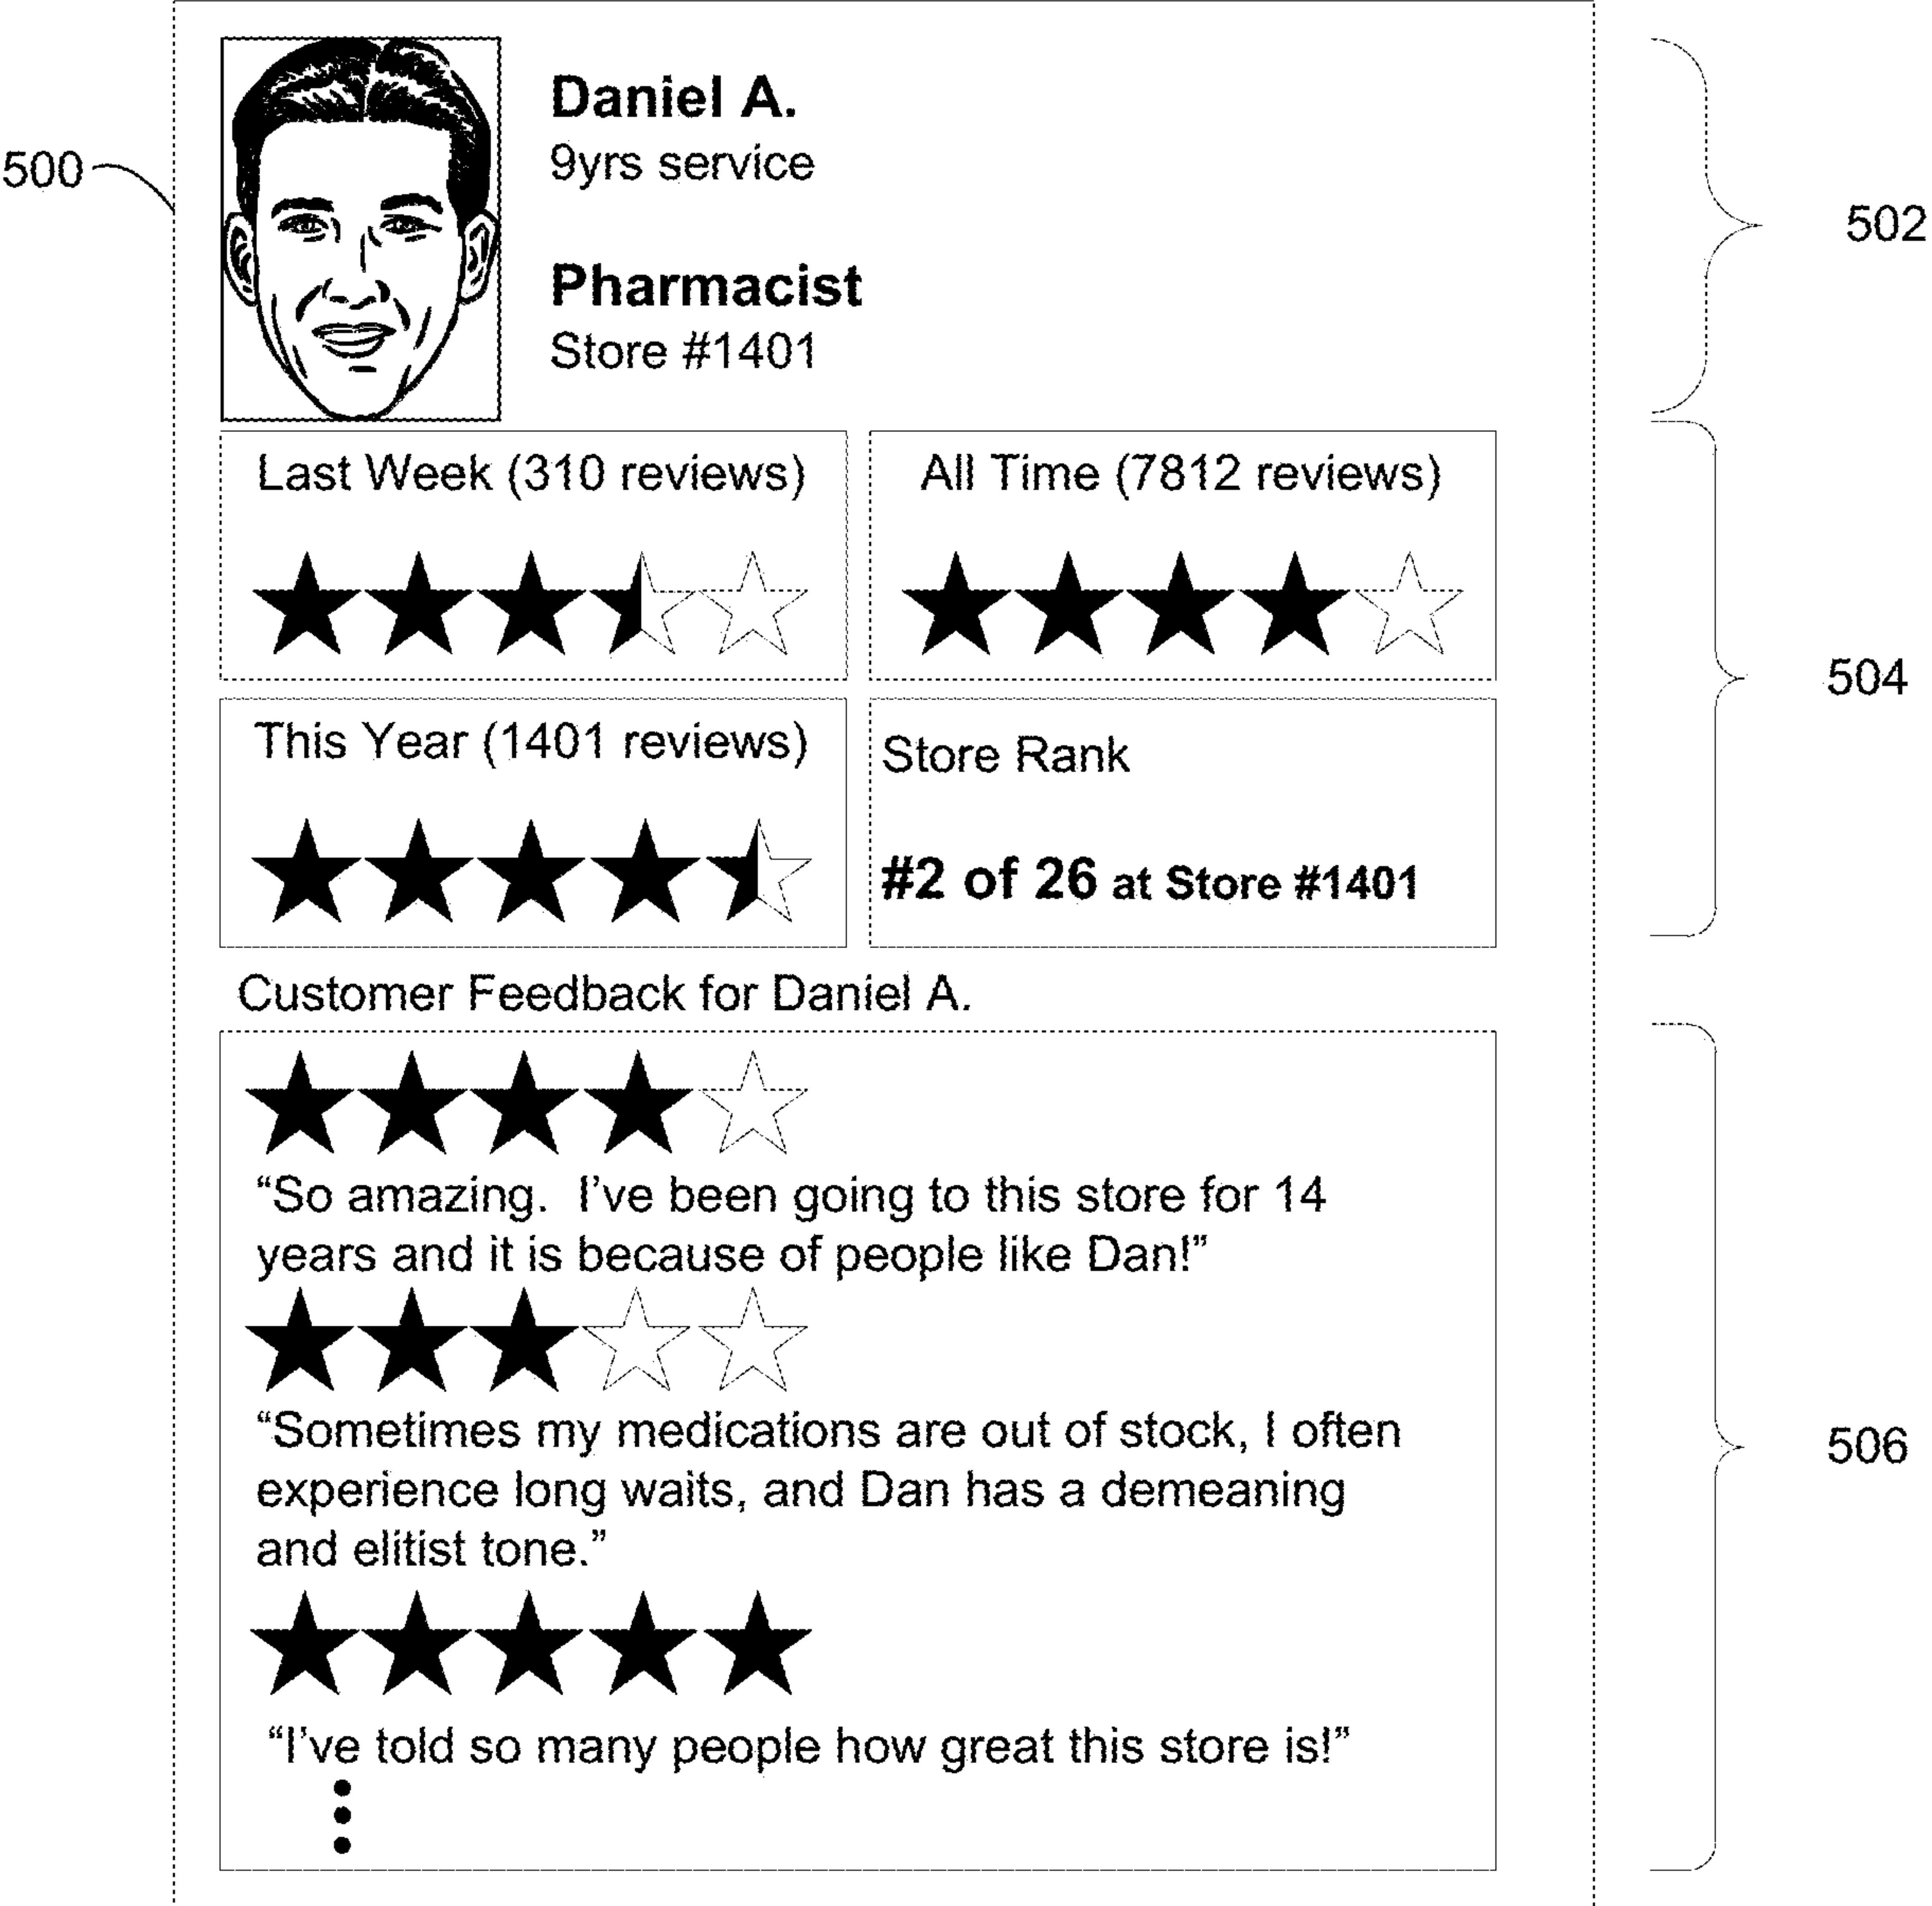 Daniel A.
9yrs service
500
502
Pharmacist
Store #1401
Last Week (310 reviews)
All Time (7812 reviews)
504
This Year (1401 reviews)
Store Rank
#2 of 26 at Store #1401
Customer Feedback for Daniel A.
“So amazing.  I’ve been going to this store for 14
years and it is because of people like Dan!”
“Sometimes my medications are out of stock, I often
experience long waits, and Dan has a demeaning
and elitist tone.”
506
“I’ve told so many people how great this store is!”